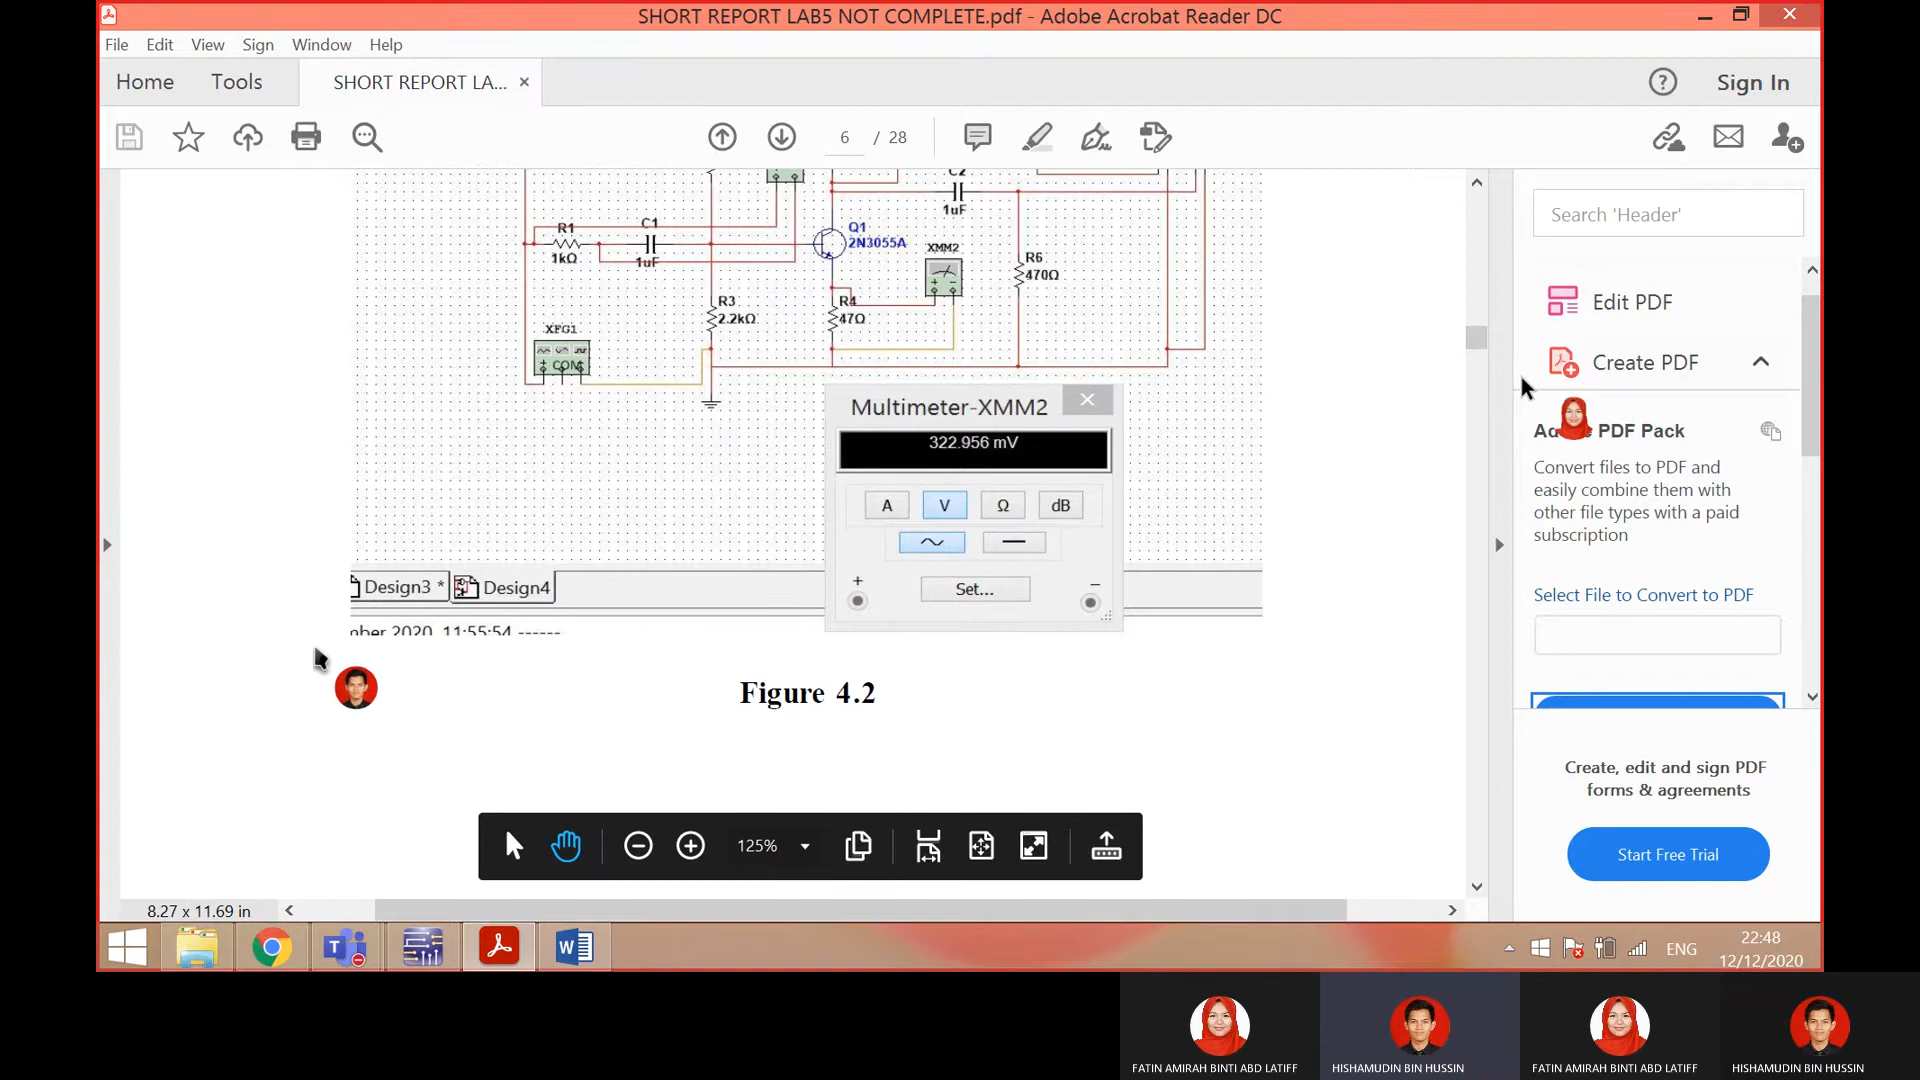 SHORT REPORT LAB5 NOT COMPLETE.pdf - Adobe Acrobat Reader DC
File Edit View Sign Window Help
Home Tools SHORT REPORT LA... × Sign In
6 / 28
Search 'Header'
C2
1uF
R1
1kΩ
C1
1uF
Q1
2N3055A
XMM2
R6
470Ω
R3
2.2kΩ
R4
47Ω
XFG1
COM
Edit PDF
Create PDF
PDF Pack
Convert files to PDF and
easily combine them with
other file types with a paid
subscription
Select File to Convert to PDF
Multimeter-XMM2
322.956 mV
A V Ω dB
+ Set... −
Design3 * Design4
mber 2020, 11:55:54 ------
Figure 4.2
Create, edit and sign PDF
forms & agreements
Start Free Trial
125%
8.27 x 11.69 in
ENG
22:48
12/12/2020
FATIN AMIRAH BINTI ABD LATIFF HISHAMUDIN BIN HUSSIN FATIN AMIRAH BINTI ABD LATIFF HISHAMUDIN BIN HUSSIN